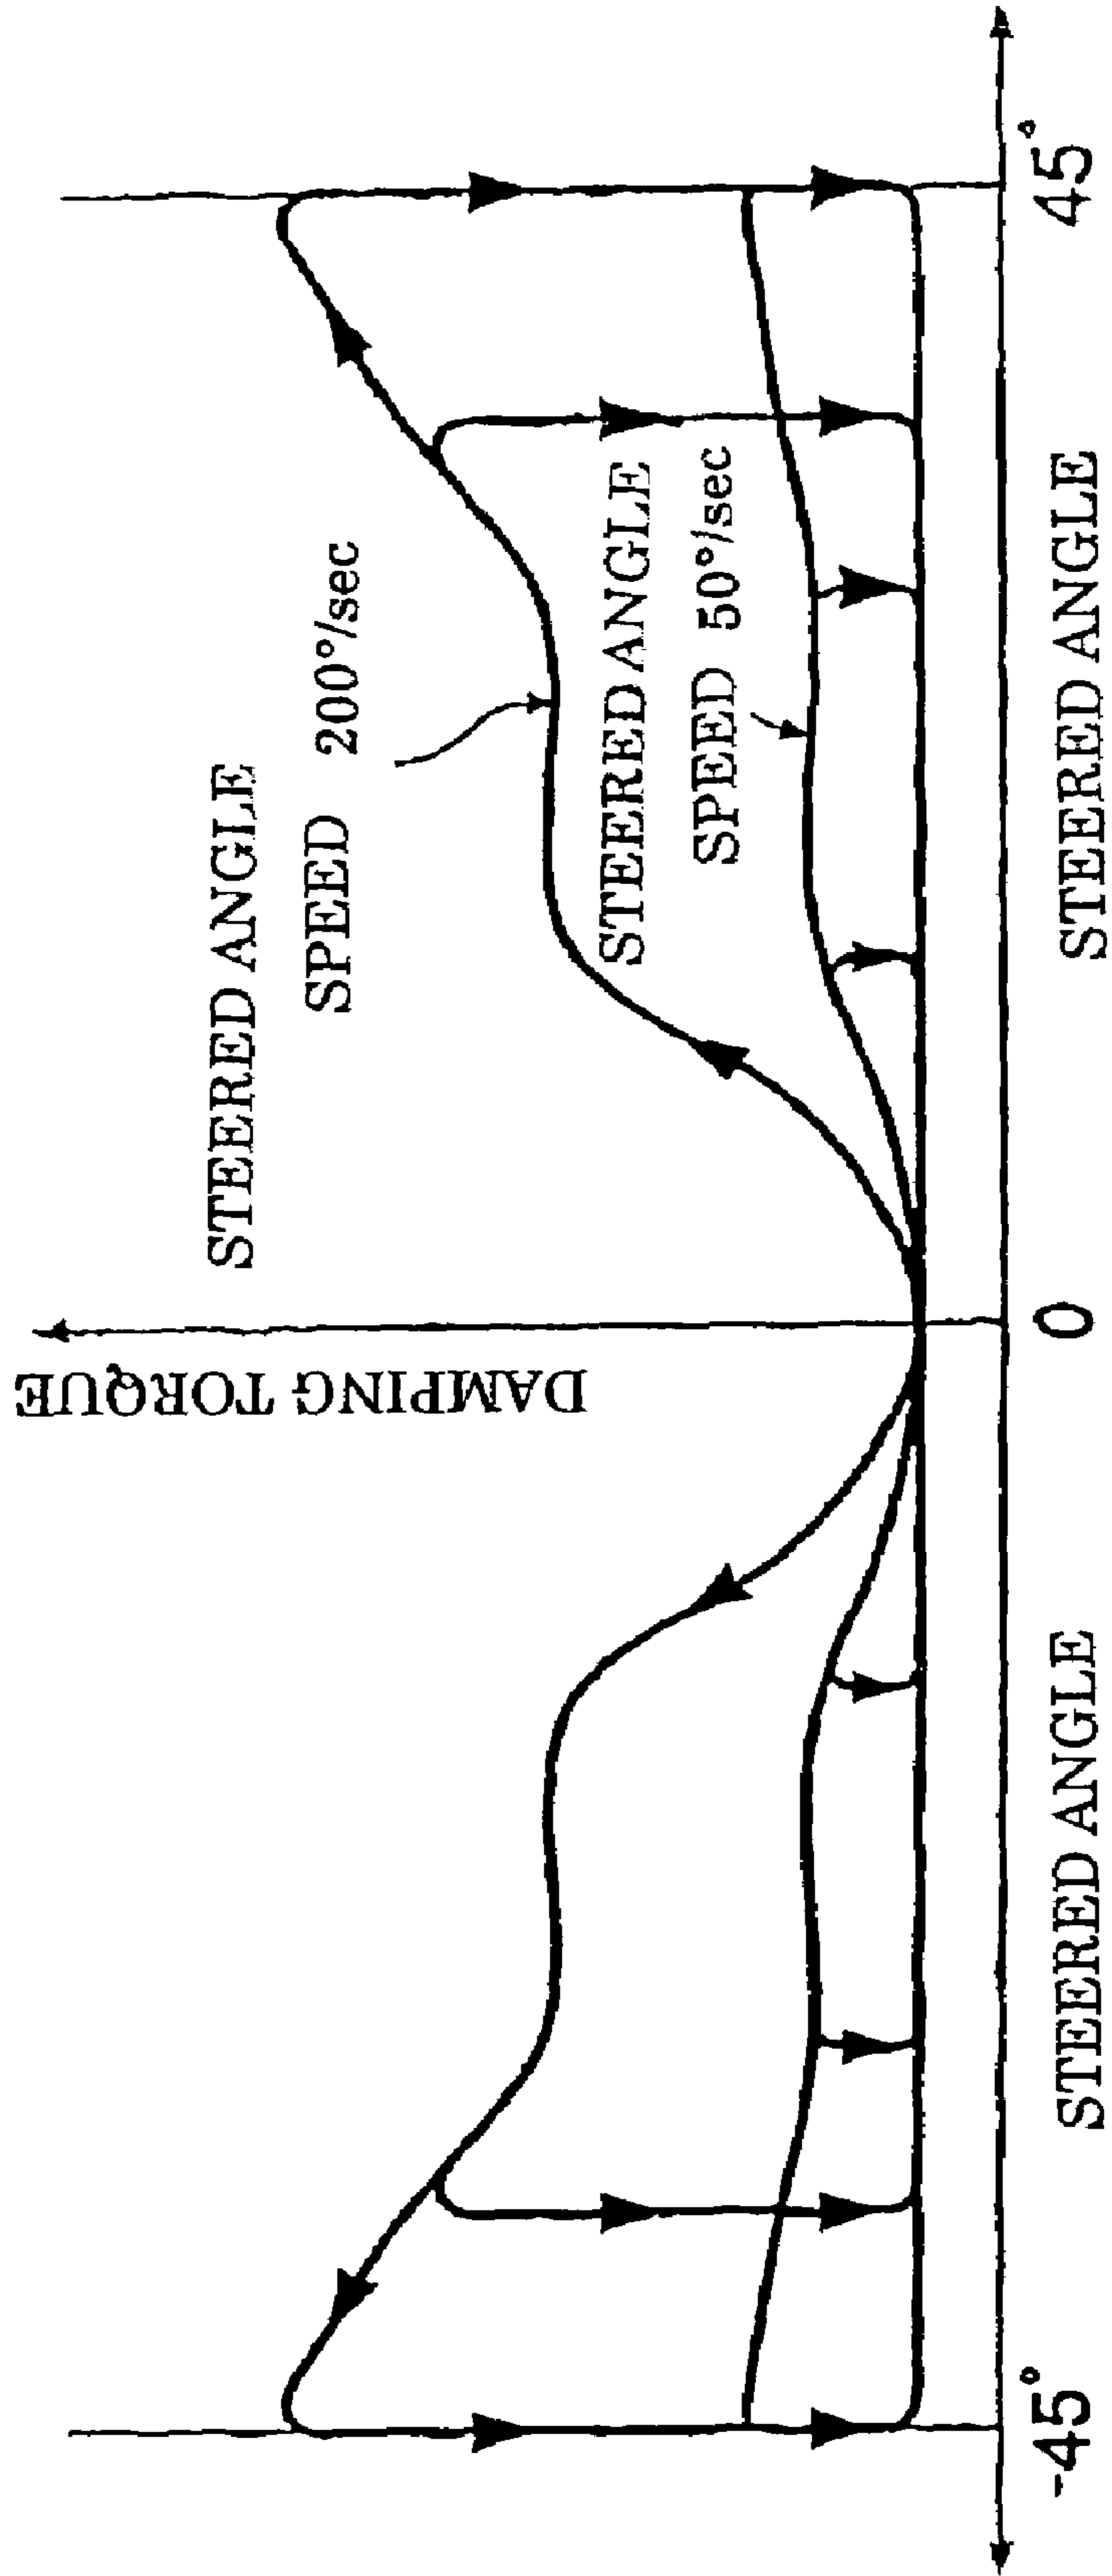 DAMPING TORQUE
STEERED ANGLE
SPEED 200°/sec
STEERED ANGLE
SPEED 50°/sec
-45°
0
45°
STEERED ANGLE
STEERED ANGLE